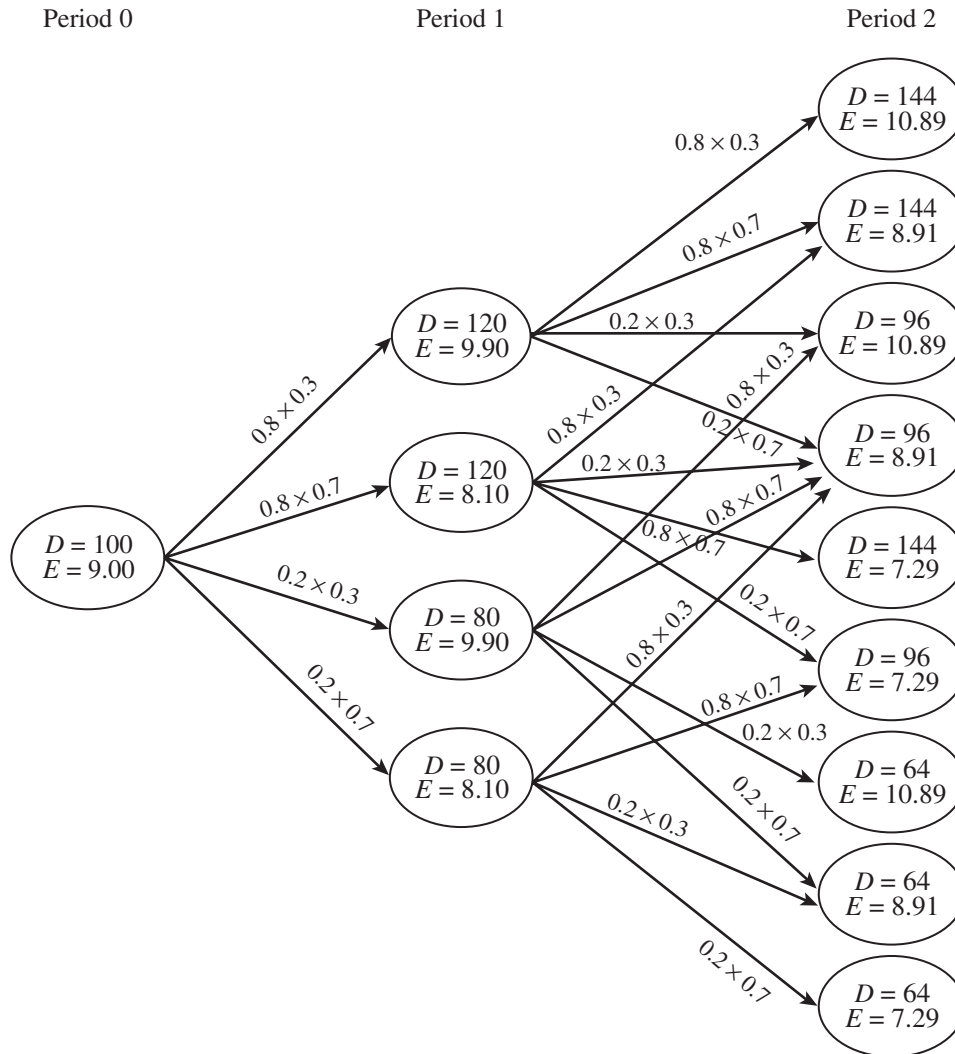 Period 0
Period 1
Period 2
D = 100
E = 9.00
0.8 × 0.3
0.8 × 0.7
0.2 × 0.3
0.2 × 0.7
D = 120
E = 9.90
D = 120
E = 8.10
D = 80
E = 9.90
D = 80
E = 8.10
0.8 × 0.3
0.8 × 0.7
0.2 × 0.3
0.2 × 0.7
0.8 × 0.3
0.2 × 0.3
0.8 × 0.7
0.2 × 0.7
0.8 × 0.3
0.8 × 0.7
0.2 × 0.3
0.2 × 0.7
0.8 × 0.3
0.8 × 0.7
0.2 × 0.3
0.2 × 0.7
D = 144
E = 10.89
D = 144
E = 8.91
D = 96
E = 10.89
D = 96
E = 8.91
D = 144
E = 7.29
D = 96
E = 7.29
D = 64
E = 10.89
D = 64
E = 8.91
D = 64
E = 7.29